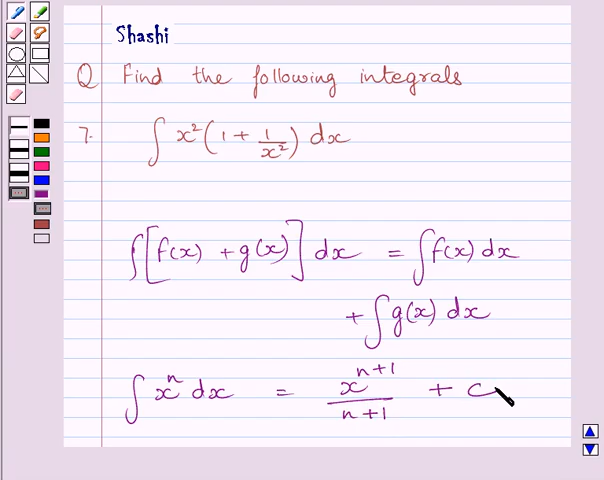 Shashi
Q Find the following integrals
7. ∫ x² (1 + 1/x²) dx
∫ [f(x) + g(x)] dx = ∫ f(x) dx
+ ∫ g(x) dx
∫ xⁿ dx = xⁿ⁺¹/n+1 + c